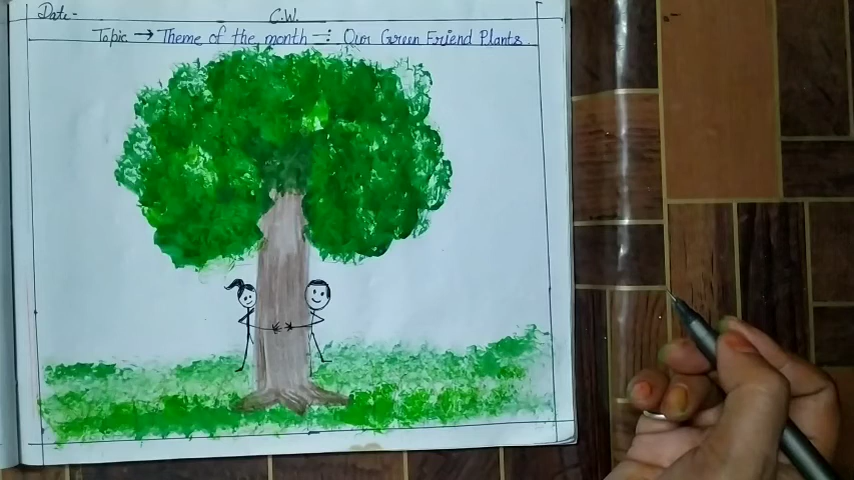 Date-
C.W.
Topic → Theme of the month -: Our Green Friend Plants.